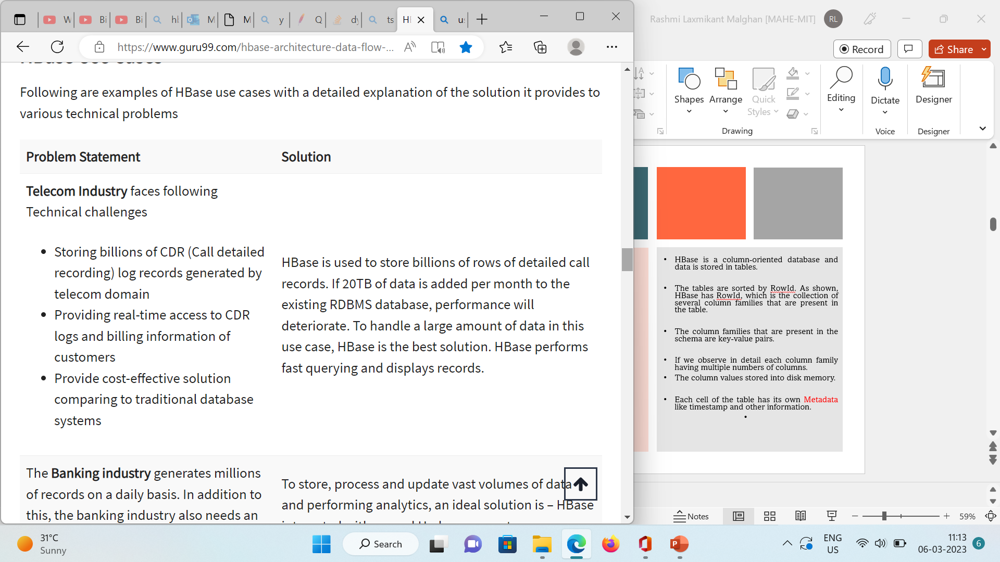 W
Bi
Bi
hl
M
M
y
Q
dy
ts
HI
u:
https://www.guru99.com/hbase-architecture-data-flow-...
Following are examples of HBase use cases with a detailed explanation of the solution it provides to
various technical problems
Problem Statement
Solution
Telecom Industry faces following
Technical challenges
• Storing billions of CDR (Call detailed
recording) log records generated by
telecom domain
• Providing real-time access to CDR
logs and billing information of
customers
• Provide cost-effective solution
comparing to traditional database
systems
HBase is used to store billions of rows of detailed call
records. If 20TB of data is added per month to the
existing RDBMS database, performance will
deteriorate. To handle a large amount of data in this
use case, HBase is the best solution. HBase performs
fast querying and displays records.
The Banking industry generates millions
of records on a daily basis. In addition to
this, the banking industry also needs an
To store, process and update vast volumes of data
and performing analytics, an ideal solution is – HBase
Rashmi Laxmikant Malghan [MAHE-MIT]
RL
Record
Share
Shapes
Arrange
Quick
Styles
Editing
Dictate
Designer
Drawing
Voice
Designer
• HBase is a column-oriented database and
data is stored in tables.
• The tables are sorted by RowId. As shown,
HBase has RowId, which is the collection of
several column families that are present in
the table.
• The column families that are present in the
schema are key-value pairs.
• If we observe in detail each column family
having multiple numbers of columns.
• The column values stored into disk memory.
• Each cell of the table has its own Metadata
like timestamp and other information.
•
Notes
59%
31°C
Sunny
Search
ENG
US
11:13
06-03-2023
6